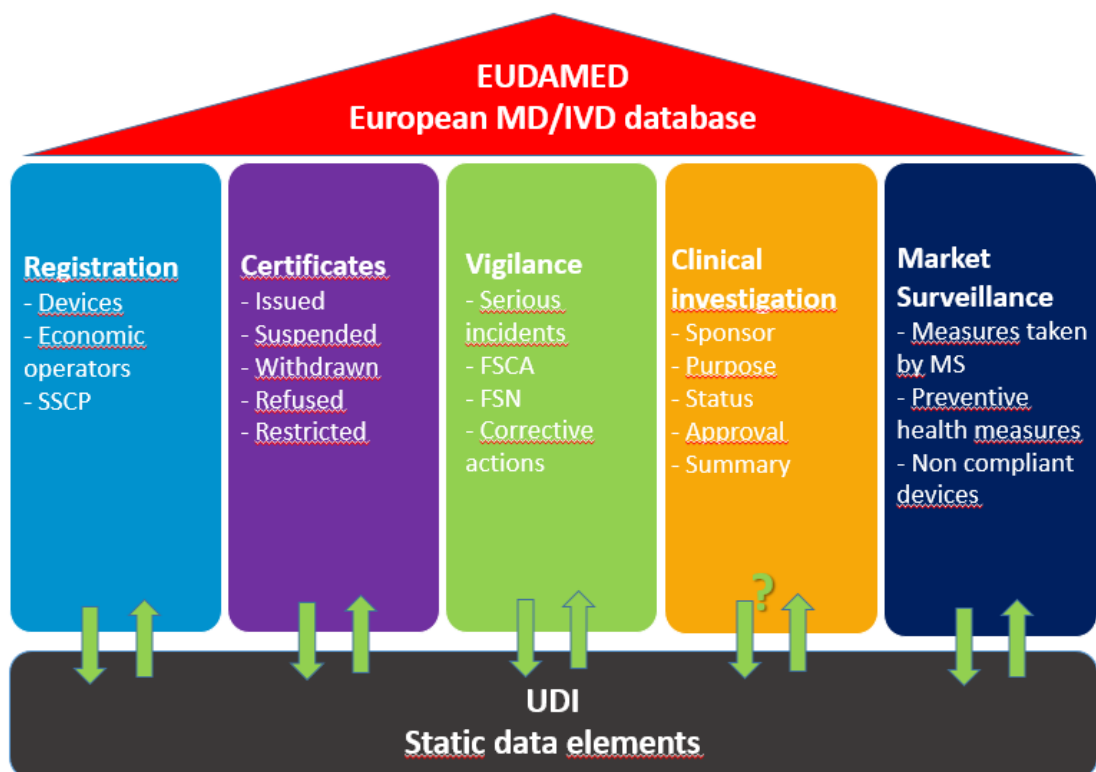 EUDAMED
European MD/IVD database
Registration
- Devices
- Economic
operators
- SSCP
Certificates
- Issued
- Suspended
- Withdrawn
- Refused
- Restricted
Vigilance
- Serious
incidents
- FSCA
- FSN
- Corrective
actions
Clinical
investigation
- Sponsor
- Purpose
- Status
- Approval
- Summary
Market
Surveillance
- Measures taken
by MS
- Preventive
health measures
- Non compliant
devices
?
UDI
Static data elements